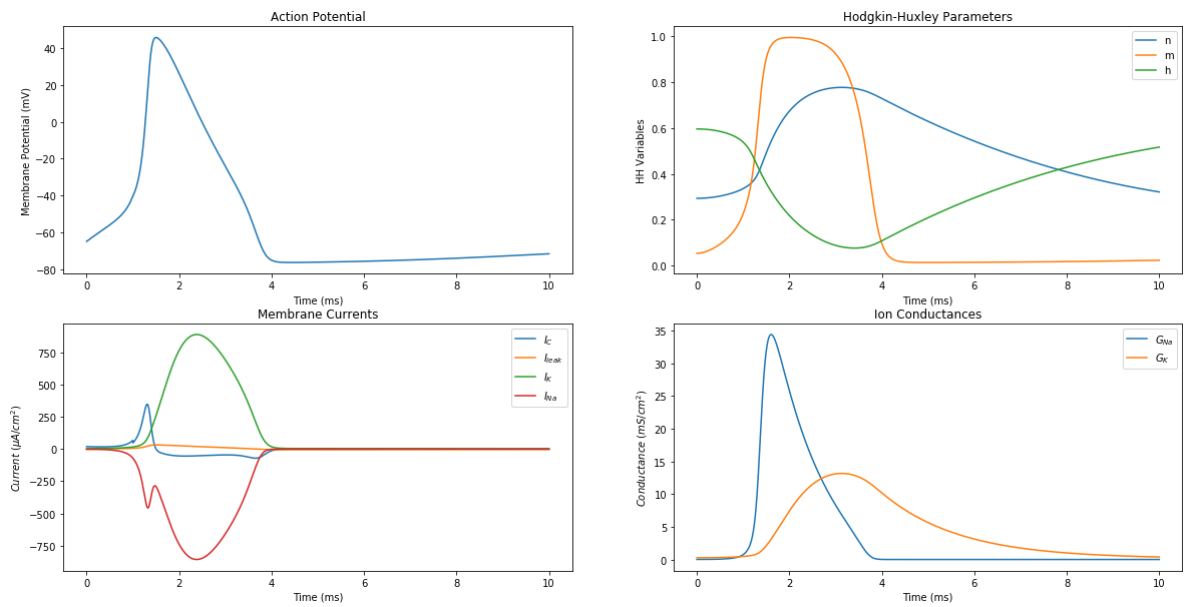 Action Potential
Membrane Potential (mV)
40
20
0
−20
−40
−60
−80
0 2 4 6 8 10
Time (ms)
Hodgkin-Huxley Parameters
HH Variables
1.0
0.8
0.6
0.4
0.2
0.0
n
m
h
0 2 4 6 8 10
Time (ms)
Membrane Currents
Current (μA/cm²)
750
500
250
0
−250
−500
−750
I_C
I_leak
I_K
I_Na
0 2 4 6 8 10
Time (ms)
Ion Conductances
Conductance (mS/cm²)
35
30
25
20
15
10
5
0
G_Na
G_K
0 2 4 6 8 10
Time (ms)